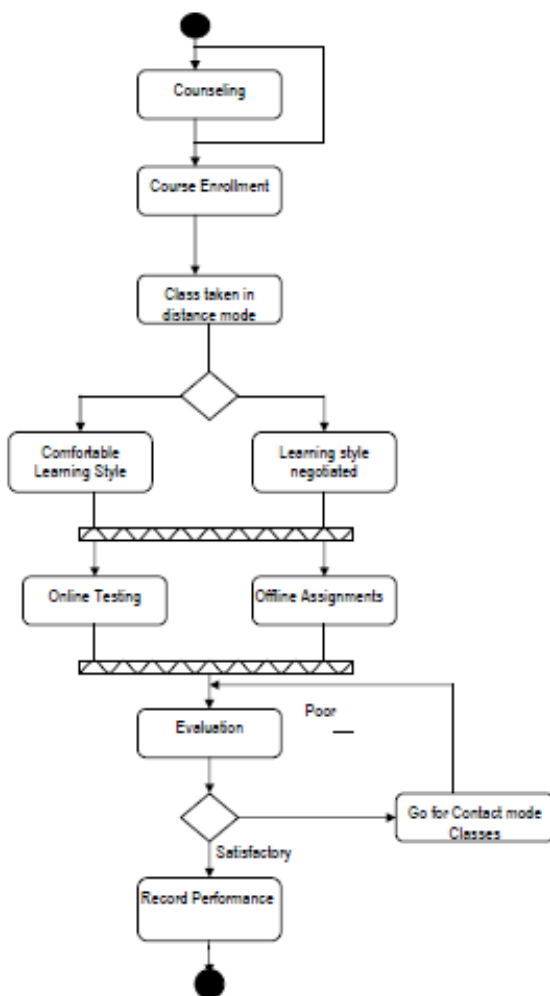 Counseling
Course Enrollment
Class taken in
distance mode
Comfortable
Learning Style
Learning style
negotiated
Online Testing
Offline Assignments
Poor
Evaluation
Go for Contact mode
Classes
Satisfactory
Record Performance